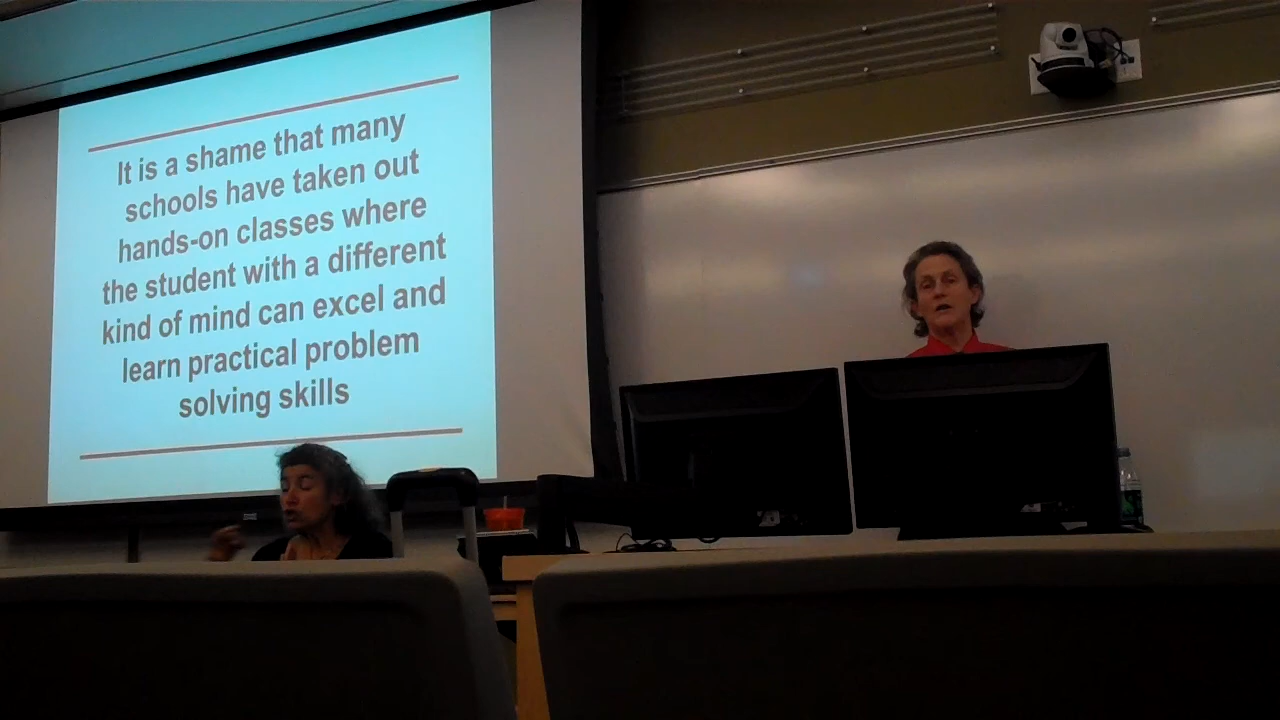 It is a shame that many
schools have taken out
hands-on classes where
the student with a different
kind of mind can excel and
learn practical problem
solving skills